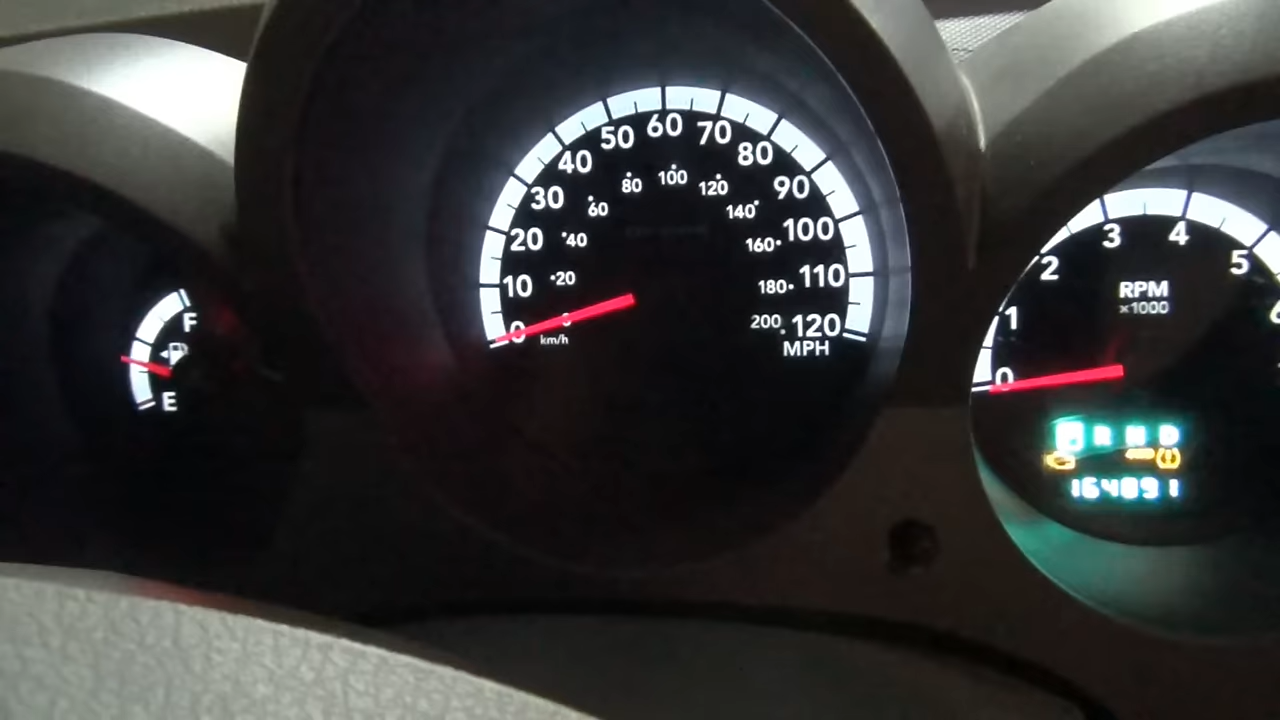 F
E
0 10 20 30 40 50 60 70 80 90 100 110 120
20 40 60 80 100 120 140 160 180 200
km/h
MPH
0 1 2 3 4 5 6
RPM
x1000
P R N D
164891